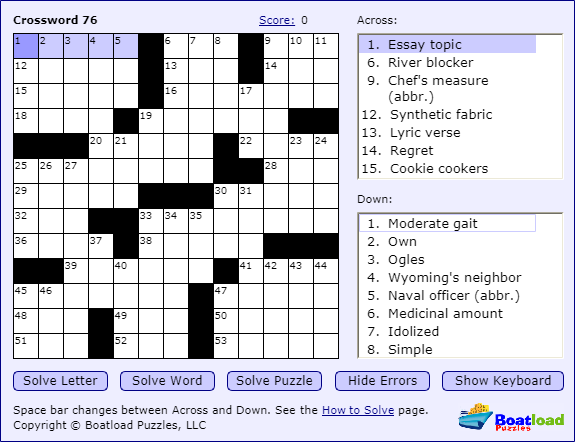 Crossword 76 Score: 0 Across:
1 2 3 4 5 6 7 8 9 10 11
12 13 14
15 16 17
18 19
20 21 22 23 24
25 26 27 28
29 30 31
32 33 34 35
36 37 38
39 40 41 42 43 44
45 46 47
48 49 50
51 52 53
1. Essay topic
6. River blocker
9. Chef's measure
(abbr.)
12. Synthetic fabric
13. Lyric verse
14. Regret
15. Cookie cookers
Down:
1. Moderate gait
2. Own
3. Ogles
4. Wyoming's neighbor
5. Naval officer (abbr.)
6. Medicinal amount
7. Idolized
8. Simple
Solve Letter Solve Word Solve Puzzle Hide Errors Show Keyboard
Space bar changes between Across and Down. See the How to Solve page.
Copyright © Boatload Puzzles, LLC
Boatload
Puzzles